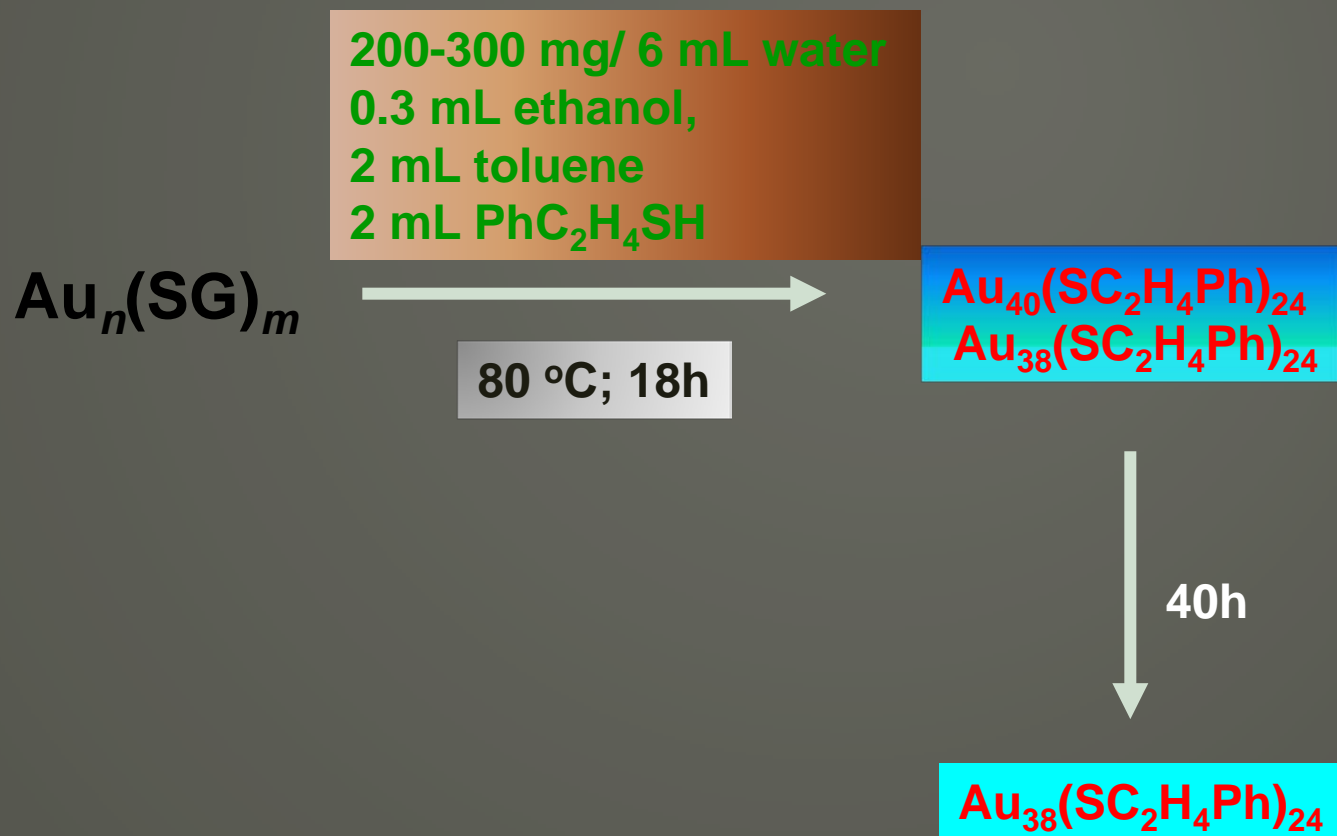 200-300 mg/ 6 mL water
0.3 mL ethanol,
2 mL toluene
2 mL PhC₂H₄SH
Auₙ(SG)ₘ
80 ᵒC; 18h
Au₄₀(SC₂H₄Ph)₂₄
Au₃₈(SC₂H₄Ph)₂₄
40h
Au₃₈(SC₂H₄Ph)₂₄